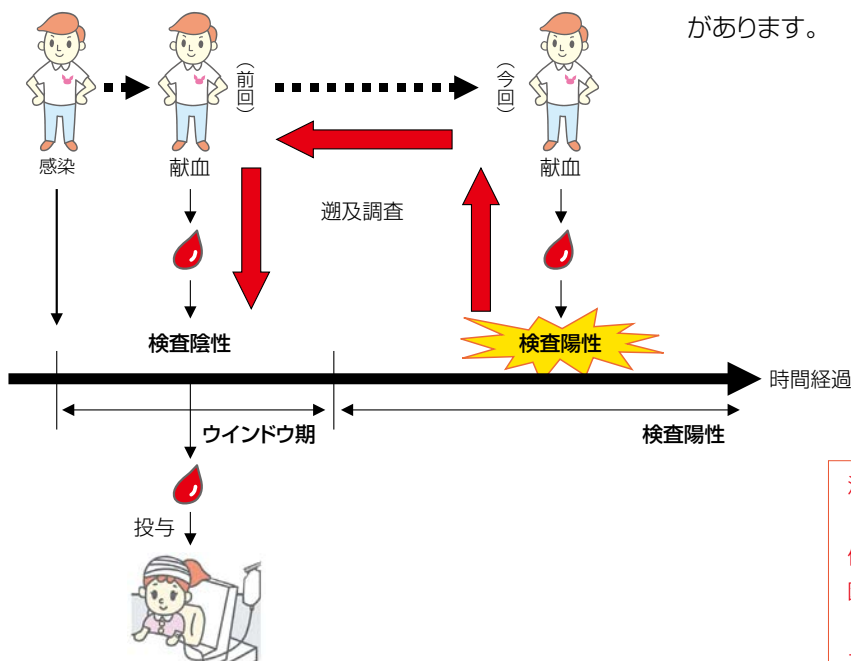 があります。
（前回）
（今回）
感染
献血
献血
遡及調査
検査陰性
検査陽性
時間経過
ウインドウ期
検査陽性
投与